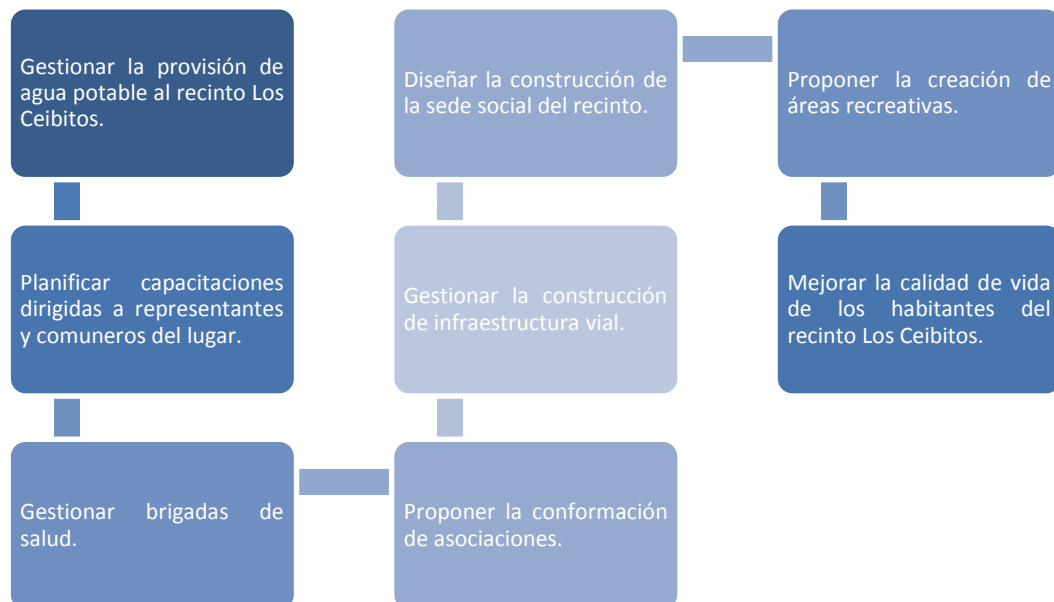 Gestionar la provisión de
agua potable al recinto Los
Ceibitos.
Planificar capacitaciones
dirigidas a representantes
y comuneros del lugar.
Gestionar brigadas de
salud.
Proponer la conformación
de asociaciones.
Gestionar la construcción
de infraestructura vial.
Diseñar la construcción de
la sede social del recinto.
Proponer la creación de
áreas recreativas.
Mejorar la calidad de vida
de los habitantes del
recinto Los Ceibitos.